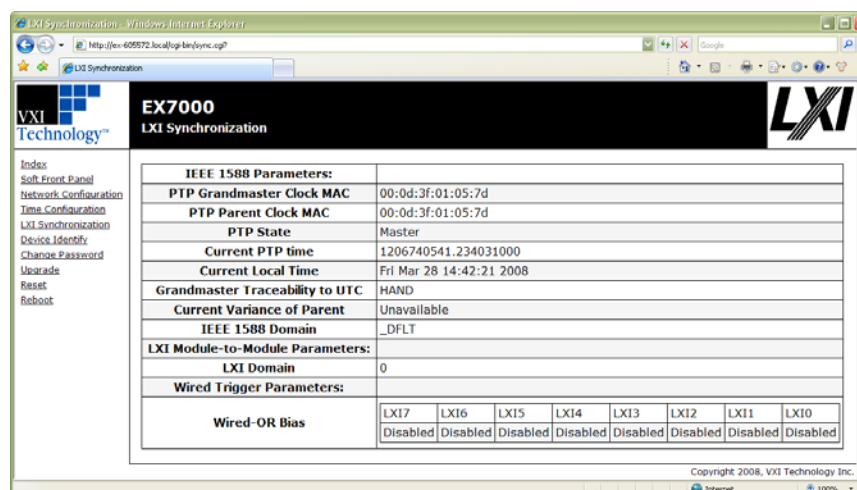 LXI Synchronization - Windows Internet Explorer
http://ex-605572.local/cgi-bin/sync.cgi?
Google
LXI Synchronization
VXI
Technology™
EX7000
LXI Synchronization
LXI
Index
Soft Front Panel
Network Configuration
Time Configuration
LXI Synchronization
Device Identify
Change Password
Upgrade
Reset
Reboot
IEEE 1588 Parameters:
PTP Grandmaster Clock MAC 00:0d:3f:01:05:7d
PTP Parent Clock MAC 00:0d:3f:01:05:7d
PTP State Master
Current PTP time 1206740541.234031000
Current Local Time Fri Mar 28 14:42:21 2008
Grandmaster Traceability to UTC HAND
Current Variance of Parent Unavailable
IEEE 1588 Domain _DFLT
LXI Module-to-Module Parameters:
LXI Domain 0
Wired Trigger Parameters:
Wired-OR Bias
LXI7 LXI6 LXI5 LXI4 LXI3 LXI2 LXI1 LXI0
Disabled Disabled Disabled Disabled Disabled Disabled Disabled Disabled
Copyright 2008, VXI Technology Inc.
Internet 100%